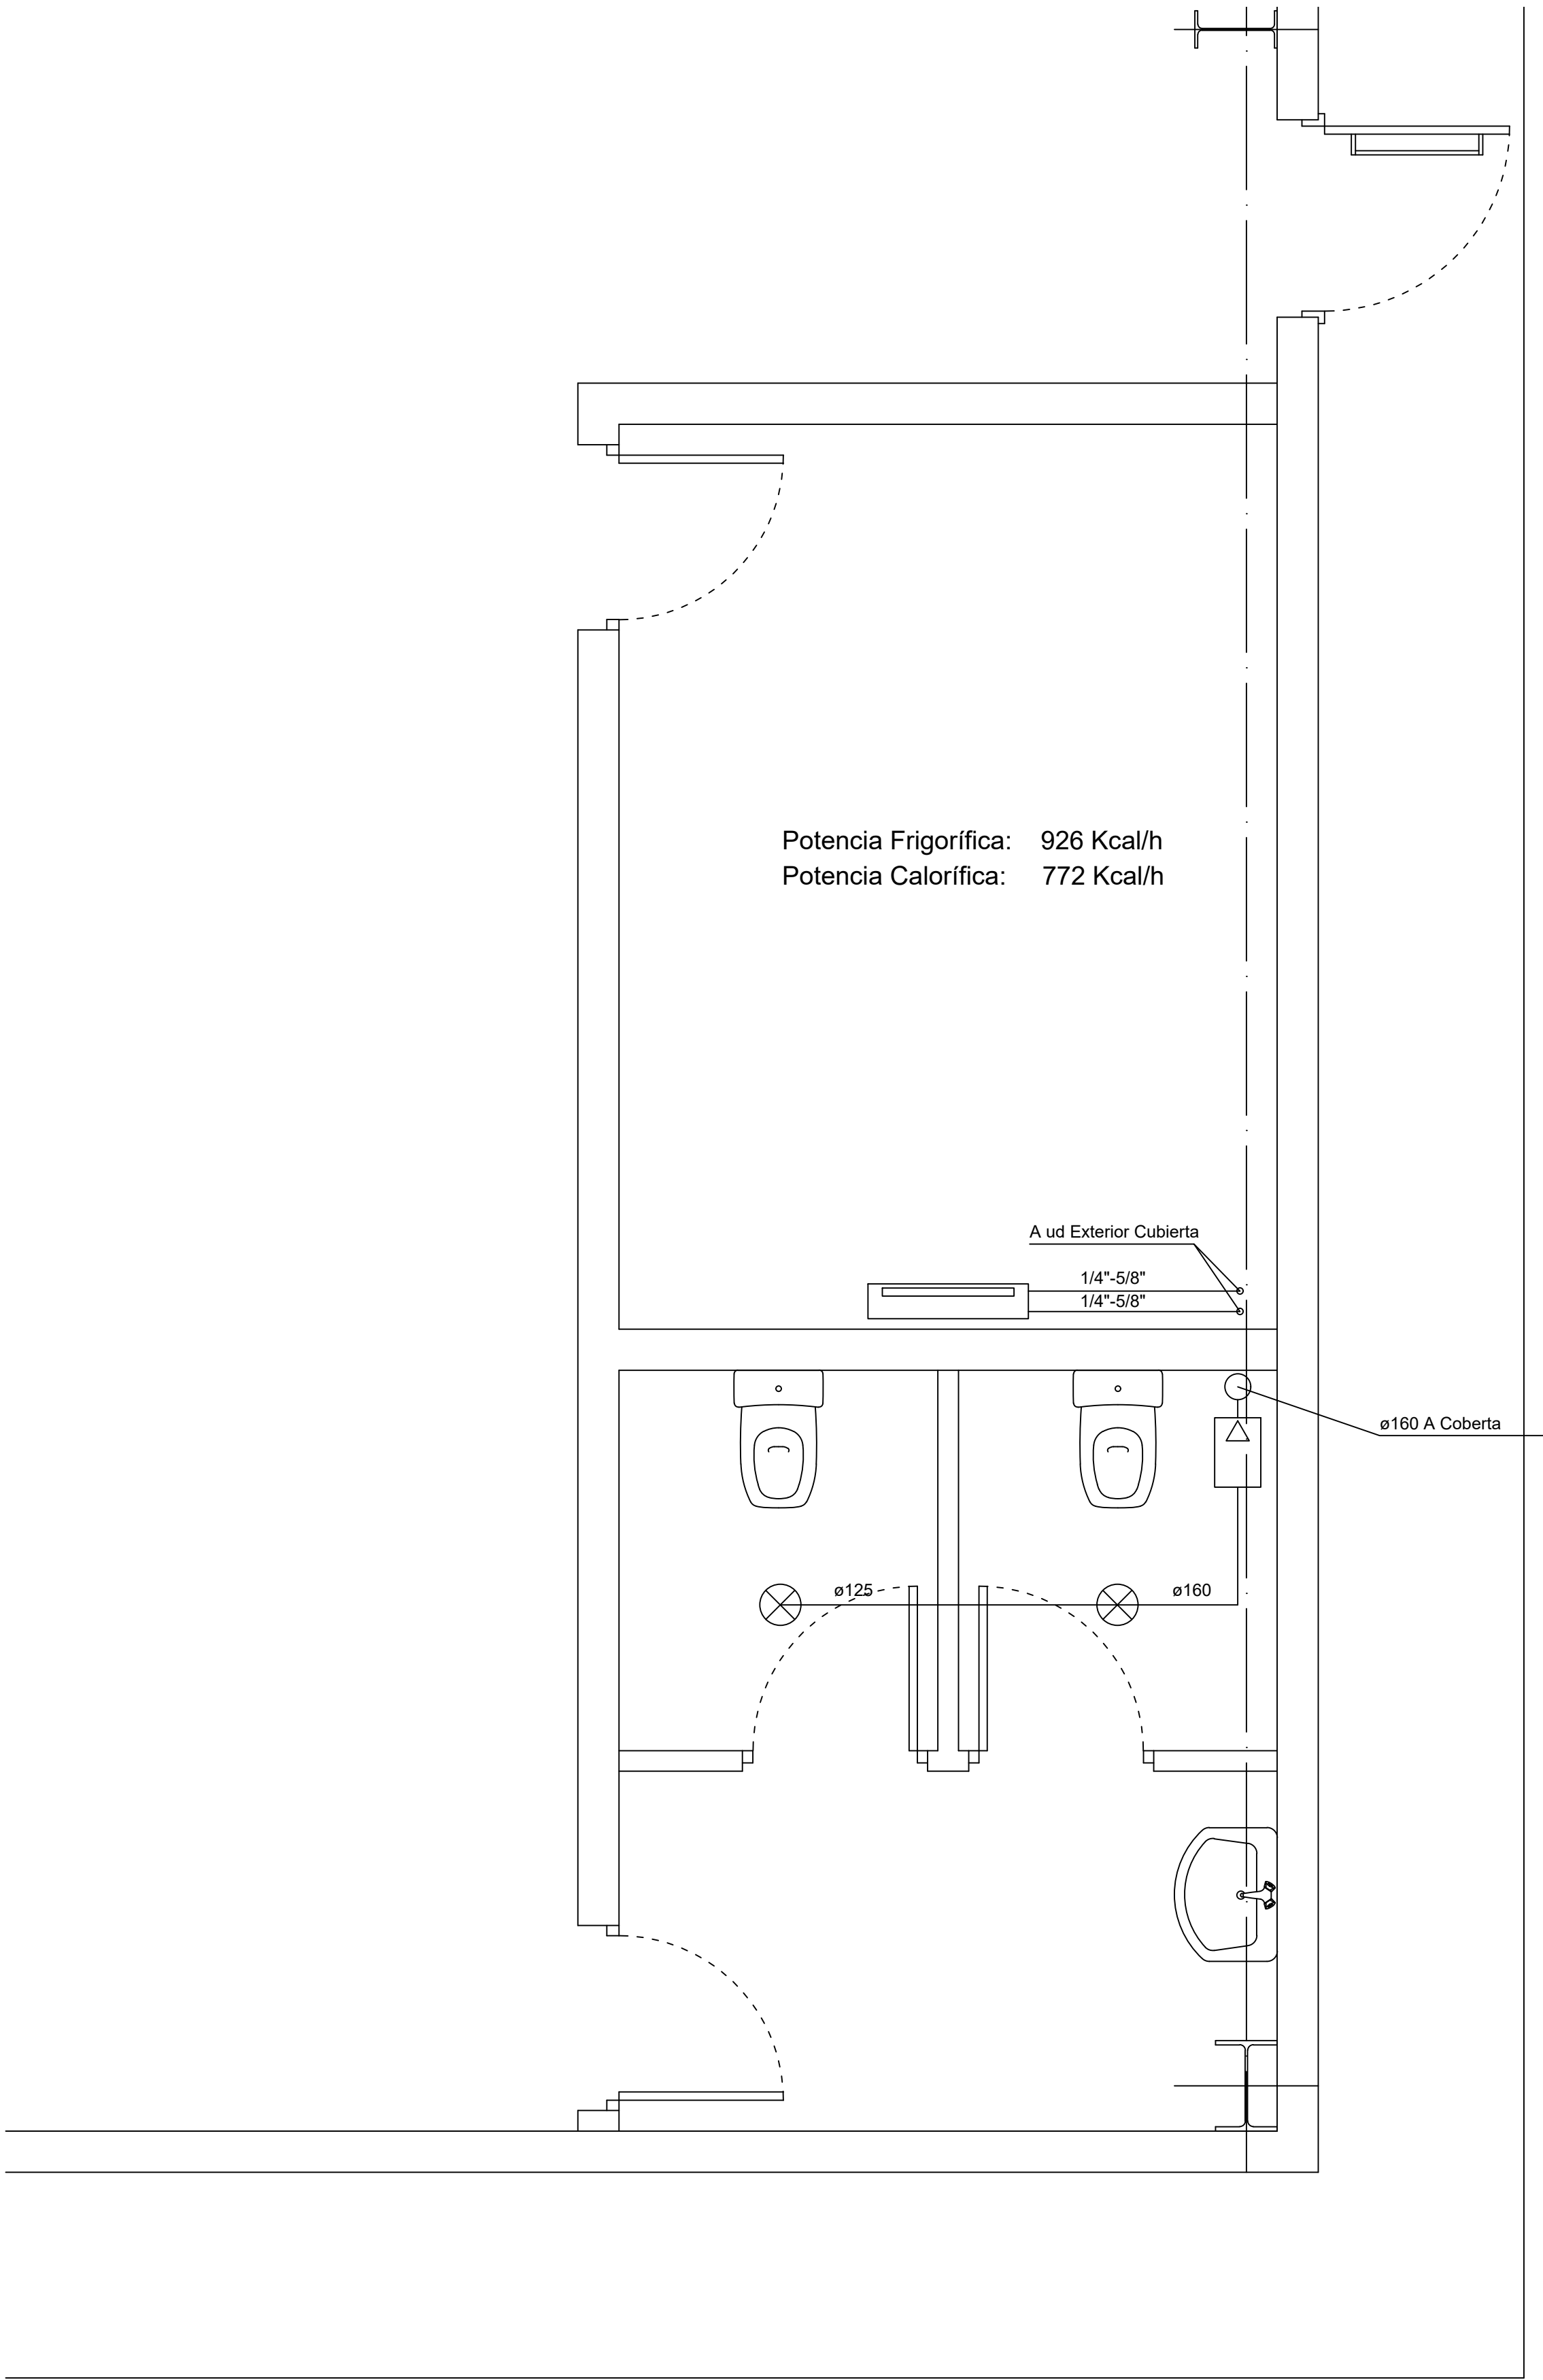 Potencia Frigorífica: 926 Kcal/h
Potencia Calorífica: 772 Kcal/h
A ud Exterior Cubierta
1/4"-5/8"
1/4"-5/8"
ø160 A Coberta
ø125
ø160